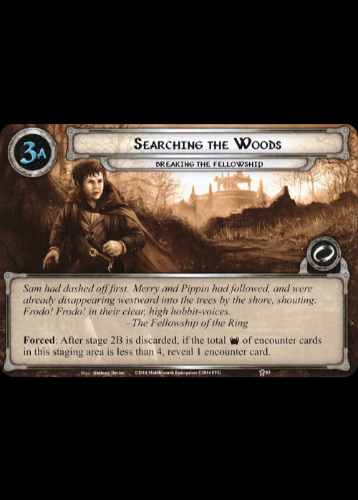 3A
Searching the Woods
Breaking the Fellowship
Sam had dashed off first. Merry and Pippin had followed, and were
already disappearing westward into the trees by the shore, shouting:
Frodo! Frodo! in their clear, high hobbit-voices.
–The Fellowship of the Ring
Forced: After stage 2B is discarded, if the total of encounter cards
in this staging area is less than 4, reveal 1 encounter card.
Illus. ©2014 Middle-earth Enterprises ©2014 FFG